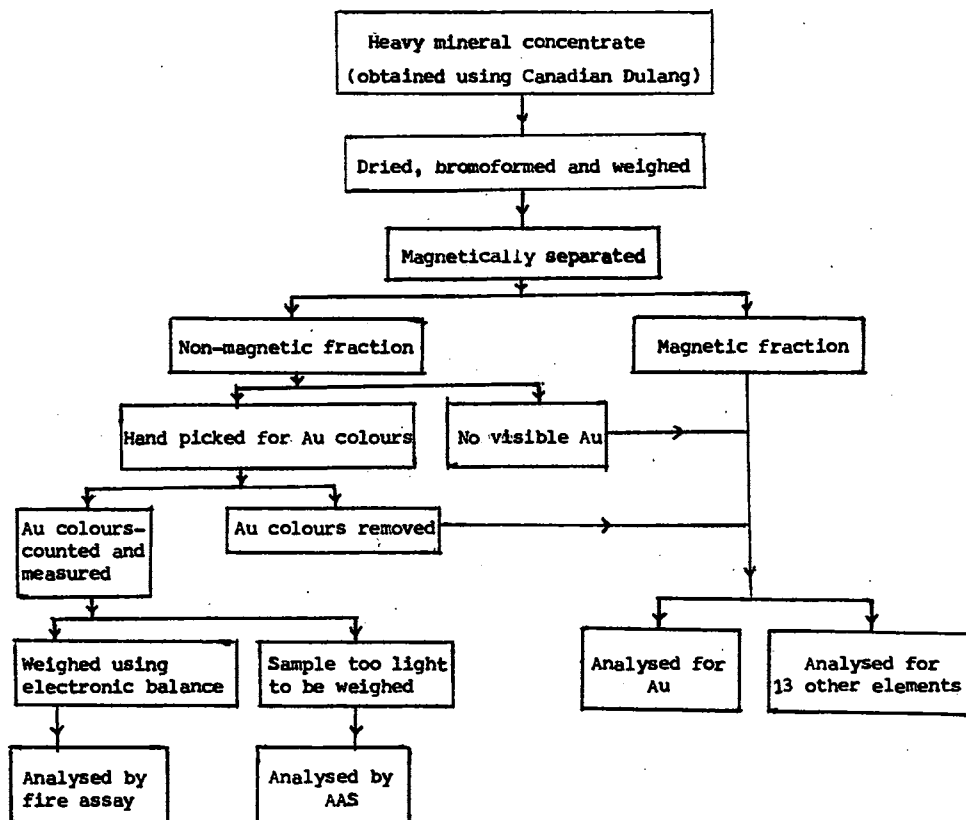 Heavy mineral concentrate
(obtained using Canadian Dulang)
Dried, bromoformed and weighed
Magnetically separated
Non-magnetic fraction
Magnetic fraction
Hand picked for Au colours
No visible Au
Au colours-
counted and
measured
Au colours removed
Weighed using
electronic balance
Sample too light
to be weighed
Analysed for
Au
Analysed for
13 other elements
Analysed by
fire assay
Analysed by
AAS